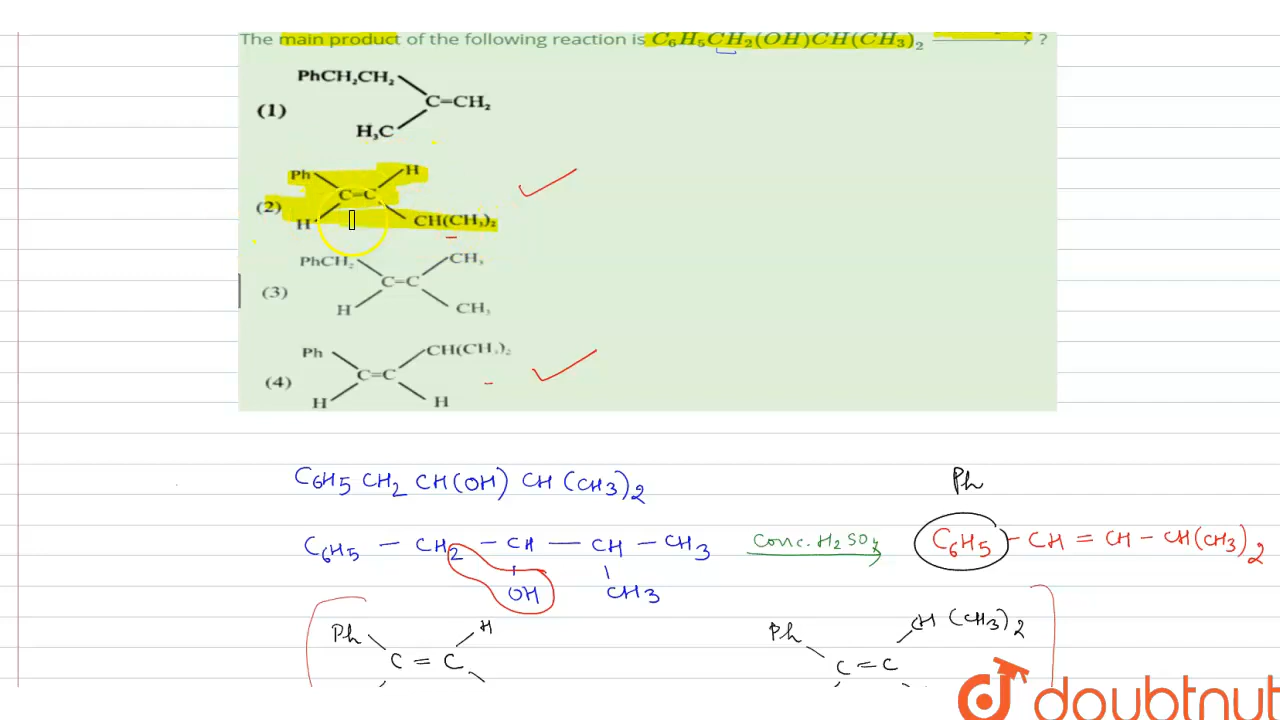 The main product of the following reaction is C₆H₅CH₂(OH)CH(CH₃)₂ ⟶ ?
(1) PhCH₂CH₂ C=CH₂ H₃C
(2) Ph H C=C H CH(CH₃)₂
(3) PhCH₂ CH₃ C=C H CH₃
(4) Ph CH(CH₃)₂ C=C H H
C6H5 CH2 CH(OH) CH (CH3)2
Ph
C6H5 — CH2 — CH — CH — CH3
OH CH3
Conc. H2SO4
C6H5 - CH = CH - CH(CH3)2
Ph H
C = C
Ph CH (CH3)2
C = C
doubtnut